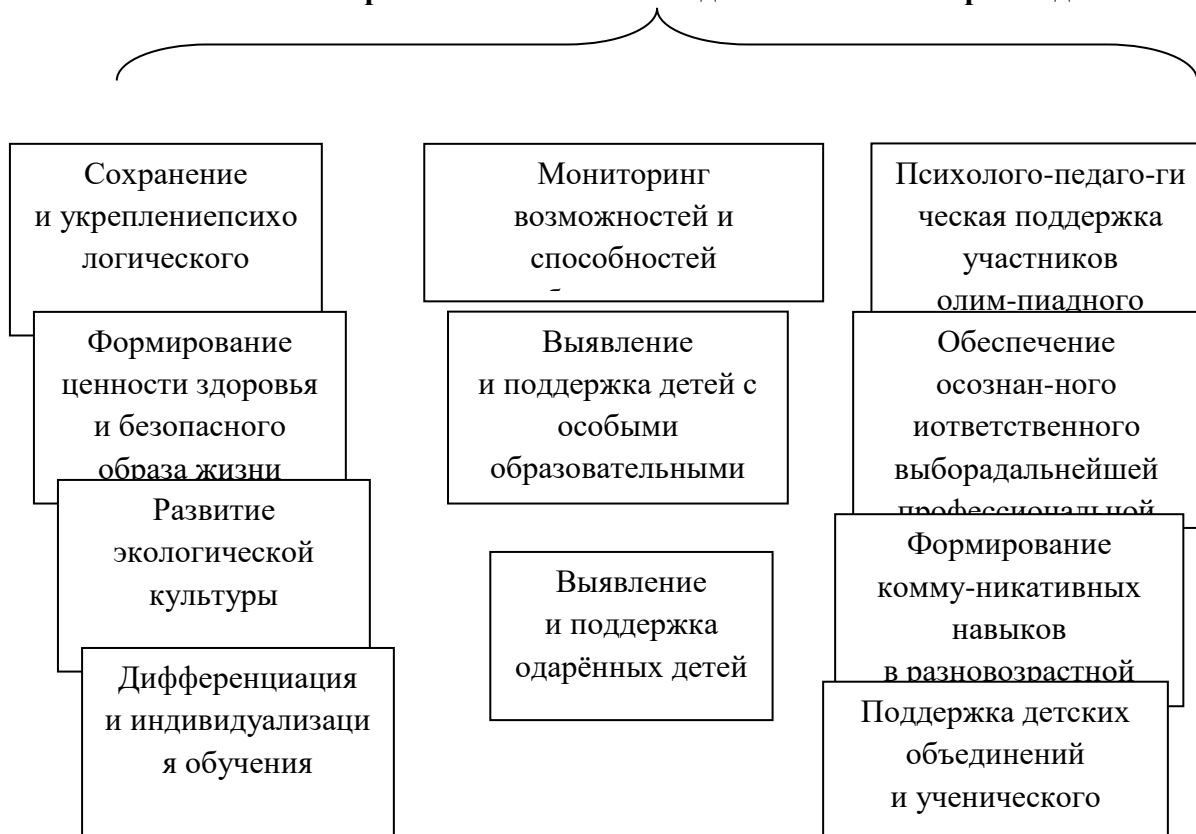 Сохранение
и укреплениепсихо
логического
Формирование
ценности здоровья
и безопасного
образа жизни
Развитие
экологической
культуры
Дифференциация
и индивидуализаци
я обучения
Мониторинг
возможностей и
способностей
Выявление
и поддержка детей с
особыми
образовательными
Выявление
и поддержка
одарённых детей
Психолого-педаго-ги
ческая поддержка
участников
олим-пиадного
Обеспечение
осознан-ного
иответственного
выборадальнейшей
профессиональной
Формирование
комму-никативных
навыков
в разновозрастной
Поддержка детских
объединений
и ученического